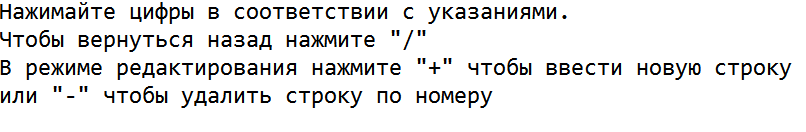 Нажимайте цифры в соответствии с указаниями.
Чтобы вернуться назад нажмите "/"
В режиме редактирования нажмите "+" чтобы ввести новую строку
или "-" чтобы удалить строку по номеру